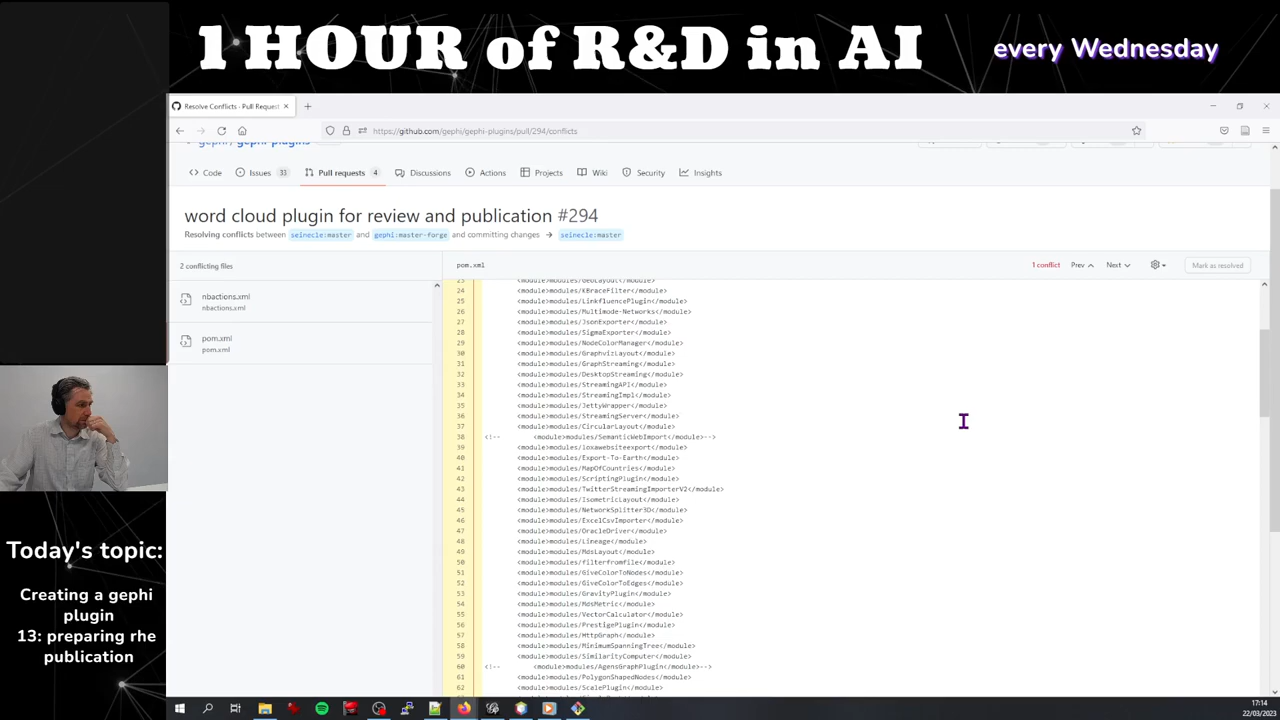 1 HOUR of R&D in AI
every Wednesday
Resolve Conflicts · Pull Request
https://github.com/gephi/gephi-plugins/pull/294/conflicts
gephi/gephi-plugins
Code
Issues 33
Pull requests 4
Discussions
Actions
Projects
Wiki
Security
Insights
word cloud plugin for review and publication #294
Resolving conflicts between seinecle:master and gephi:master-forge and committing changes → seinecle:master
2 conflicting files
pom.xml
1 conflict Prev Next
Mark as resolved
nbactions.xml
nbactions.xml
pom.xml
pom.xml
23 <module>modules/GeoLayout</module>
24 <module>modules/KBraceFilter</module>
25 <module>modules/LinkfluencePlugin</module>
26 <module>modules/Multimode-Networks</module>
27 <module>modules/JsonExporter</module>
28 <module>modules/SigmaExporter</module>
29 <module>modules/NodeColorManager</module>
30 <module>modules/GraphvizLayout</module>
31 <module>modules/GraphStreaming</module>
32 <module>modules/DesktopStreaming</module>
33 <module>modules/StreamingAPI</module>
34 <module>modules/StreamingImpl</module>
35 <module>modules/JettyWrapper</module>
36 <module>modules/StreamingServer</module>
37 <module>modules/CircularLayout</module>
38 <!-- <module>modules/SemanticWebImport</module>-->
39 <module>modules/loxawebsiteexport</module>
40 <module>modules/Export-To-Earth</module>
41 <module>modules/MapOfCountries</module>
42 <module>modules/ScriptingPlugin</module>
43 <module>modules/TwitterStreamingImporterV2</module>
44 <module>modules/IsometricLayout</module>
45 <module>modules/NetworkSplitter3D</module>
46 <module>modules/ExcelCsvImporter</module>
47 <module>modules/OracleDriver</module>
48 <module>modules/Lineage</module>
49 <module>modules/MdsLayout</module>
50 <module>modules/filterfromfile</module>
51 <module>modules/GiveColorToNodes</module>
52 <module>modules/GiveColorToEdges</module>
53 <module>modules/GravityPlugin</module>
54 <module>modules/MdsMetric</module>
55 <module>modules/VectorCalculator</module>
56 <module>modules/PrestigePlugin</module>
57 <module>modules/HttpGraph</module>
58 <module>modules/MinimumSpanningTree</module>
59 <module>modules/SimilarityComputer</module>
60 <!-- <module>modules/AgensGraphPlugin</module>-->
61 <module>modules/PolygonShapedNodes</module>
62 <module>modules/ScalePlugin</module>
Today's topic:
Creating a gephi
plugin
13: preparing rhe
publication
17:14
22/03/2023